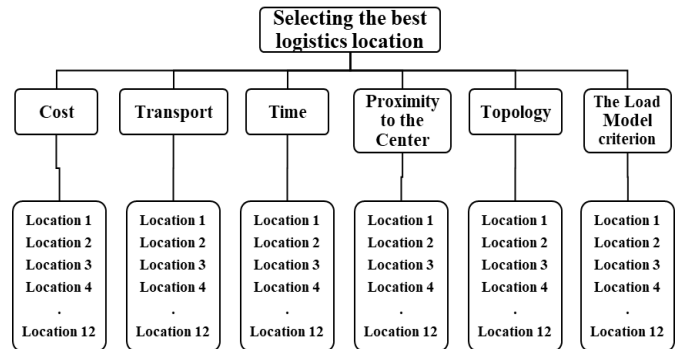 Selecting the best
logistics location
Cost
Transport
Time
Proximity
to the
Center
Topology
The Load
Model
criterion
Location 1
Location 2
Location 3
Location 4
.
Location 12
Location 1
Location 2
Location 3
Location 4
.
Location 12
Location 1
Location 2
Location 3
Location 4
.
Location 12
Location 1
Location 2
Location 3
Location 4
.
Location 12
Location 1
Location 2
Location 3
Location 4
.
Location 12
Location 1
Location 2
Location 3
Location 4
.
Location 12